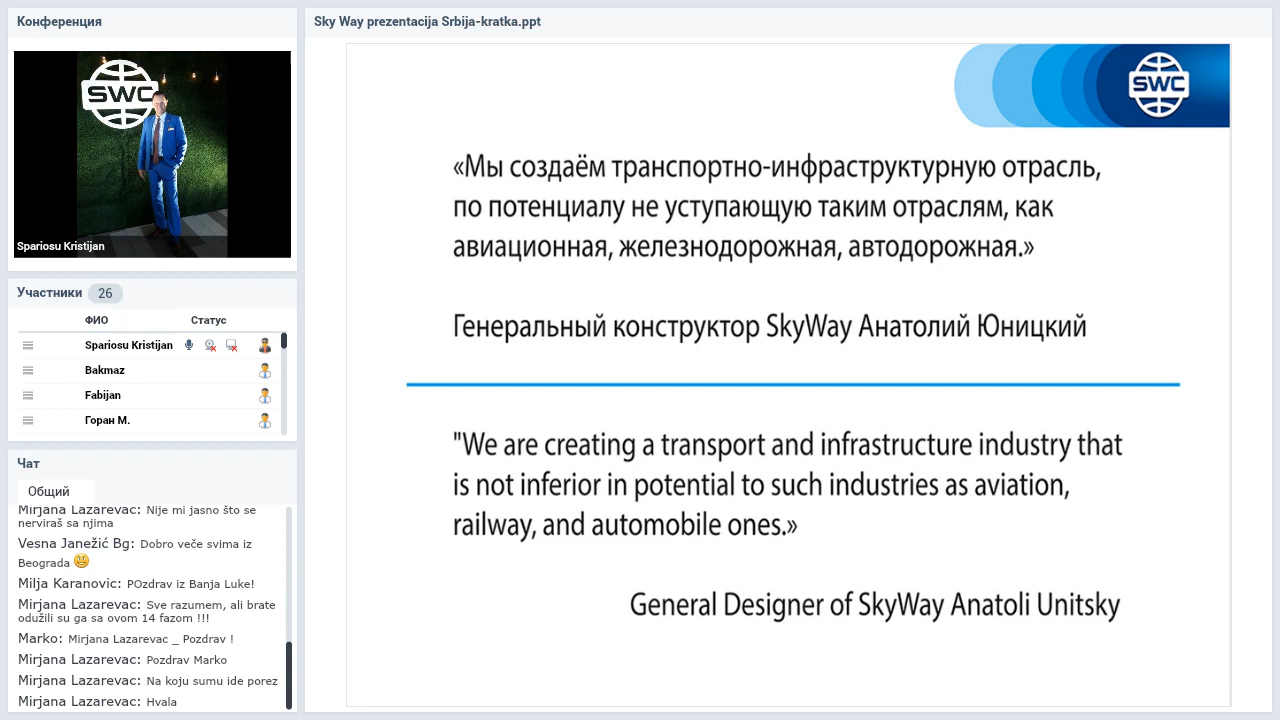 Конференция
SWC
Spariosu Kristijan
Участники 26
ФИО Статус
Spariosu Kristijan
Bakmaz
Fabijan
Горан М.
Чат
Общий
Mirjana Lazarevac: Nije mi jasno što se
nerviraš sa njima
Vesna Janežić Bg: Dobro veče svima iz
Beograda
Milja Karanovic: POzdrav iz Banja Luke!
Mirjana Lazarevac: Sve razumem, ali brate
odužili su ga sa ovom 14 fazom !!!
Marko: Mirjana Lazarevac _ Pozdrav !
Mirjana Lazarevac: Pozdrav Marko
Mirjana Lazarevac: Na koju sumu ide porez
Mirjana Lazarevac: Hvala
Sky Way prezentacija Srbija-kratka.ppt
SWC
«Мы создаём транспортно-инфраструктурную отрасль,
по потенциалу не уступающую таким отраслям, как
авиационная, железнодорожная, автодорожная.»
Генеральный конструктор SkyWay Анатолий Юницкий
"We are creating a transport and infrastructure industry that
is not inferior in potential to such industries as aviation,
railway, and automobile ones.»
General Designer of SkyWay Anatoli Unitsky